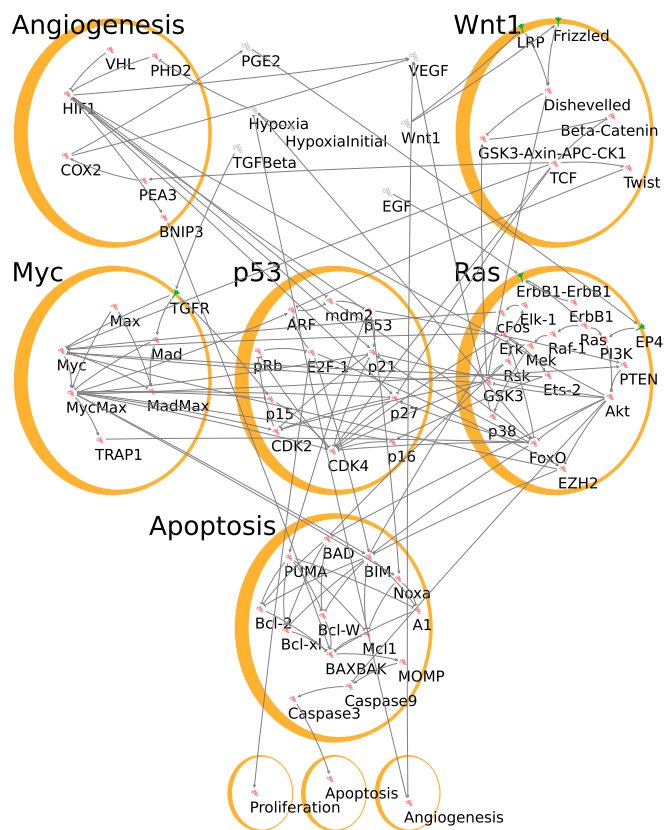 Angiogenesis
Wnt1
LRP
Frizzled
VHL
PHD2
PGE2
VEGF
HIF1
Dishevelled
Hypoxia
HypoxiaInitial
Wnt1
Beta-Catenin
TGFBeta
GSK3-Axin-APC-CK1
COX2
TCF
Twist
PEA3
EGF
BNIP3
Myc
p53
Ras
ErbB1-ErbB1
TGFR
Max
ARF
mdm2
p53
cFos
Elk-1
ErbB1
Mad
Ras
EP4
Myc
pRb
E2F-1
p21
Erk
Mek
Raf-1
PI3K
Rsk
Ets-2
PTEN
MycMax
MadMax
p15
p27
GSK3
Akt
p38
TRAP1
CDK2
CDK4
p16
FoxO
EZH2
Apoptosis
BAD
PUMA
BIM
Noxa
Bcl-2
Bcl-W
A1
Bcl-xl
Mcl1
BAXBAK
MOMP
Caspase9
Caspase3
Proliferation
Apoptosis
Angiogenesis